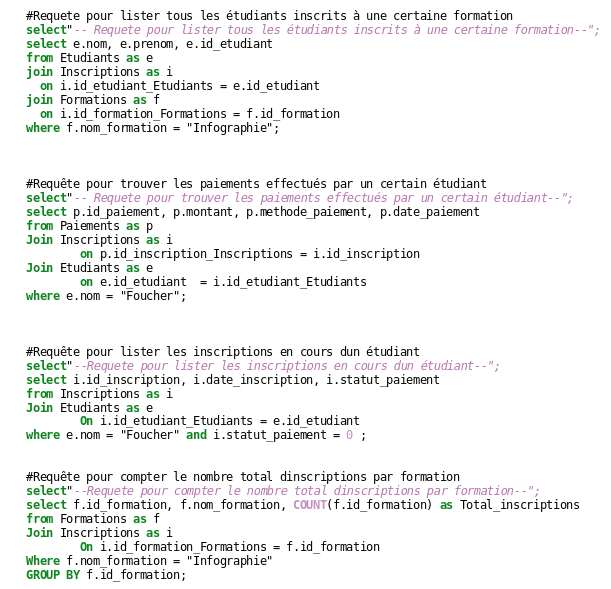 #Requete pour lister tous les étudiants inscrits à une certaine formation
select"-- Requete pour lister tous les étudiants inscrits à une certaine formation--";
select e.nom, e.prenom, e.id_etudiant
from Etudiants as e
join Inscriptions as i
  on i.id_etudiant_Etudiants = e.id_etudiant
join Formations as f
  on i.id_formation_Formations = f.id_formation
where f.nom_formation = "Infographie";
#Requête pour trouver les paiements effectués par un certain étudiant
select"-- Requete pour trouver les paiements effectués par un certain étudiant--";
select p.id_paiement, p.montant, p.methode_paiement, p.date_paiement
from Paiements as p
Join Inscriptions as i
        on p.id_inscription_Inscriptions = i.id_inscription
Join Etudiants as e
        on e.id_etudiant  = i.id_etudiant_Etudiants
where e.nom = "Foucher";
#Requête pour lister les inscriptions en cours dun étudiant
select"--Requete pour lister les inscriptions en cours dun étudiant--";
select i.id_inscription, i.date_inscription, i.statut_paiement
from Inscriptions as i
Join Etudiants as e
        On i.id_etudiant_Etudiants = e.id_etudiant
where e.nom = "Foucher" and i.statut_paiement = 0 ;
#Requête pour compter le nombre total dinscriptions par formation
select"--Requete pour compter le nombre total dinscriptions par formation--";
select f.id_formation, f.nom_formation, COUNT(f.id_formation) as Total_inscriptions
from Formations as f
Join Inscriptions as i
        On i.id_formation_Formations = f.id_formation
Where f.nom_formation = "Infographie"
GROUP BY f.id_formation;